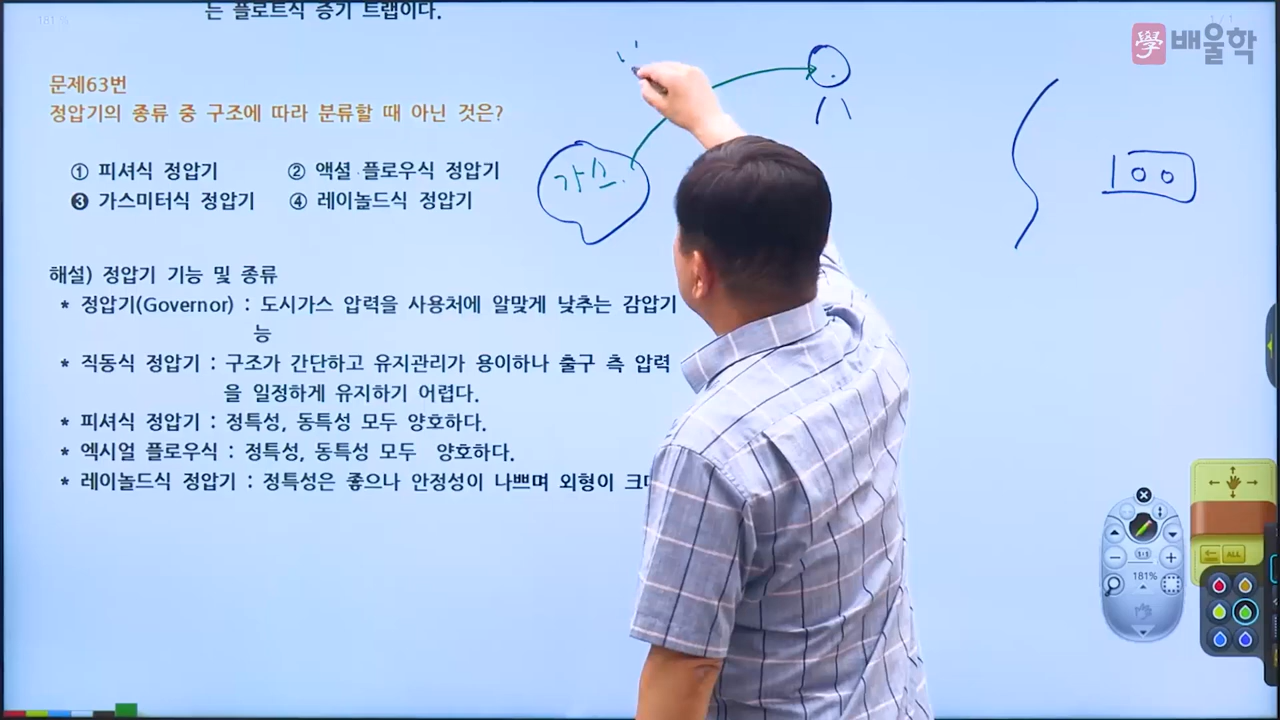 는 플로트식 증기 트랩이다.
181 %
1 / 1
學 배울학
문제63번
정압기의 종류 중 구조에 따라 분류할 때 아닌 것은?
① 피셔식 정압기 ② 액셜 플로우식 정압기
❸ 가스미터식 정압기 ④ 레이놀드식 정압기
가스
100
해설) 정압기 기능 및 종류
* 정압기(Governor) : 도시가스 압력을 사용처에 알맞게 낮추는 감압기
능
* 직동식 정압기 : 구조가 간단하고 유지관리가 용이하나 출구 측 압력
을 일정하게 유지하기 어렵다.
* 피셔식 정압기 : 정특성, 동특성 모두 양호하다.
* 엑시얼 플로우식 : 정특성, 동특성 모두 양호하다.
* 레이놀드식 정압기 : 정특성은 좋으나 안정성이 나쁘며 외형이
ALL
1:1
181%